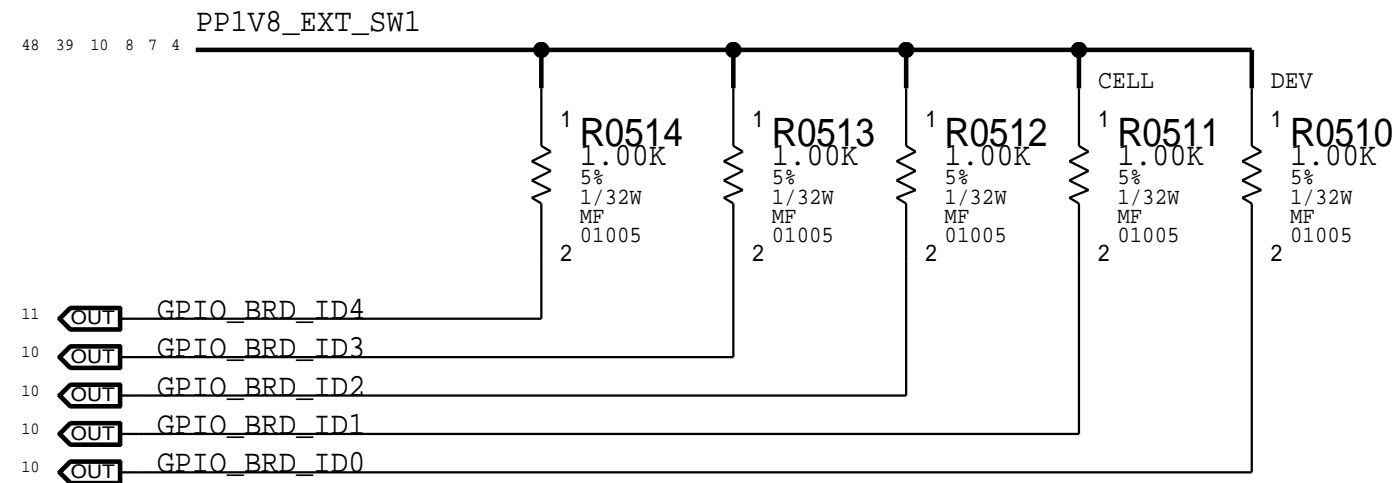 PP1V8_EXT_SW1
48 39 10 8 7 4
CELL
DEV
1 R0514
1.00K
5%
1/32W
MF
01005
2
1 R0513
1.00K
5%
1/32W
MF
01005
2
1 R0512
1.00K
5%
1/32W
MF
01005
2
1 R0511
1.00K
5%
1/32W
MF
01005
2
1 R0510
1.00K
5%
1/32W
MF
01005
2
11 OUT GPIO_BRD_ID4
10 OUT GPIO_BRD_ID3
10 OUT GPIO_BRD_ID2
10 OUT GPIO_BRD_ID1
10 OUT GPIO_BRD_ID0